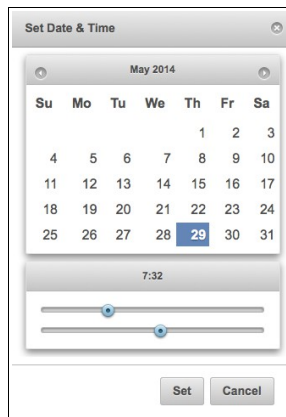 Set Date & Time
May 2014
Su Mo Tu We Th Fr Sa
1 2 3
4 5 6 7 8 9 10
11 12 13 14 15 16 17
18 19 20 21 22 23 24
25 26 27 28 29 30 31
7:32
Set Cancel